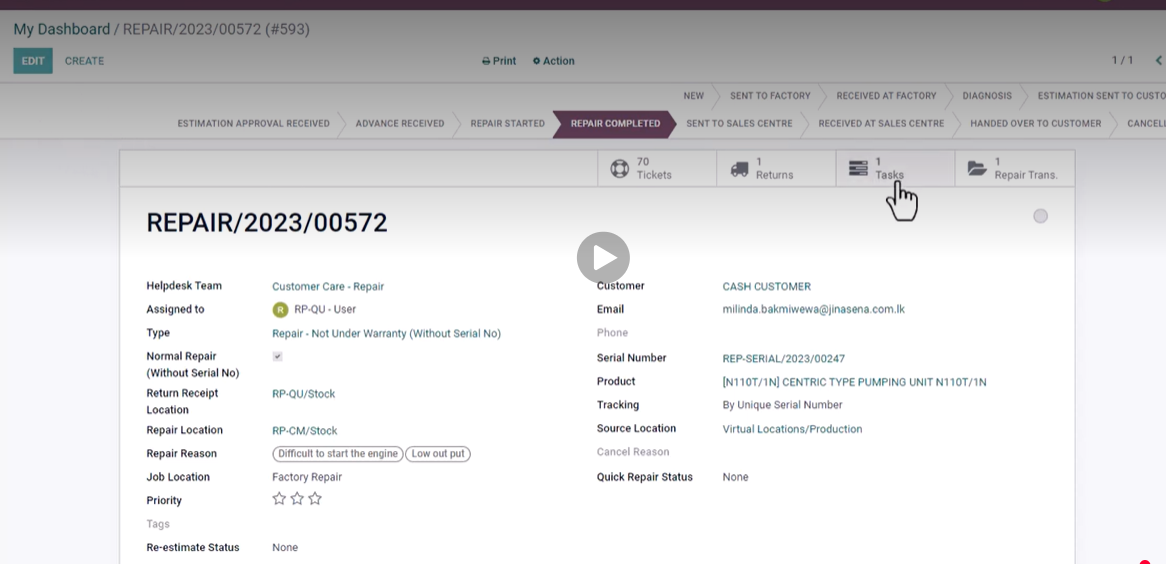 My Dashboard / REPAIR/2023/00572 (#593)
EDIT CREATE Print Action 1 / 1
NEW SENT TO FACTORY RECEIVED AT FACTORY DIAGNOSIS ESTIMATION SENT TO CUSTO
ESTIMATION APPROVAL RECEIVED ADVANCE RECEIVED REPAIR STARTED REPAIR COMPLETED SENT TO SALES CENTRE RECEIVED AT SALES CENTRE HANDED OVER TO CUSTOMER CANCELL
70 Tickets
1 Returns
1 Tasks
1 Repair Trans.
REPAIR/2023/00572
Helpdesk Team Customer Care - Repair
Assigned to R RP-QU - User
Type Repair - Not Under Warranty (Without Serial No)
Normal Repair
(Without Serial No)
Return Receipt
Location RP-QU/Stock
Repair Location RP-CM/Stock
Repair Reason Difficult to start the engine Low out put
Job Location Factory Repair
Priority
Tags
Re-estimate Status None
Customer CASH CUSTOMER
Email milinda.bakmiwewa@jinasena.com.lk
Phone
Serial Number REP-SERIAL/2023/00247
Product [N110T/1N] CENTRIC TYPE PUMPING UNIT N110T/1N
Tracking By Unique Serial Number
Source Location Virtual Locations/Production
Cancel Reason
Quick Repair Status None